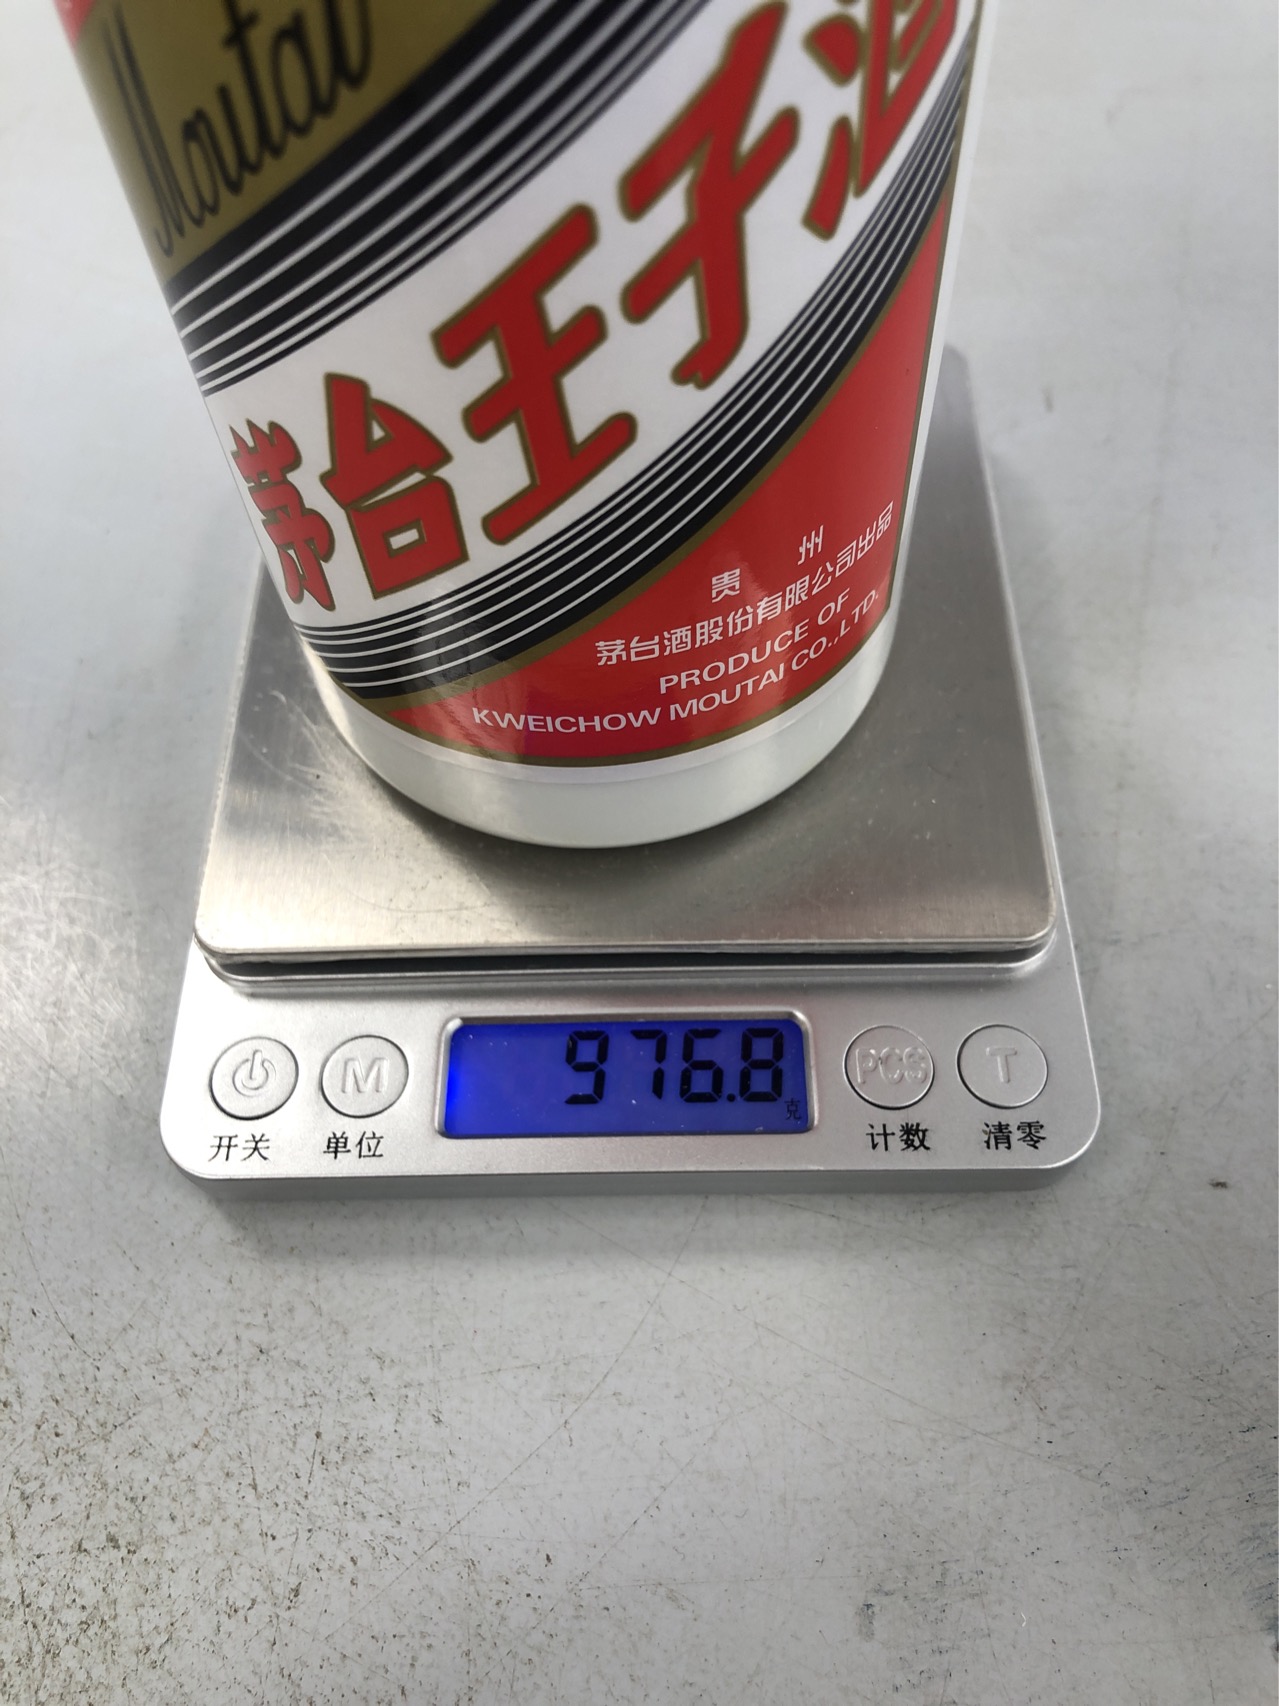 Moutai
茅台王子酒
贵州
茅台酒股份有限公司出品
PRODUCE OF
KWEICHOW MOUTAI CO.,LTD.
976.8
克
M
PCS
T
开关
单位
计数
清零